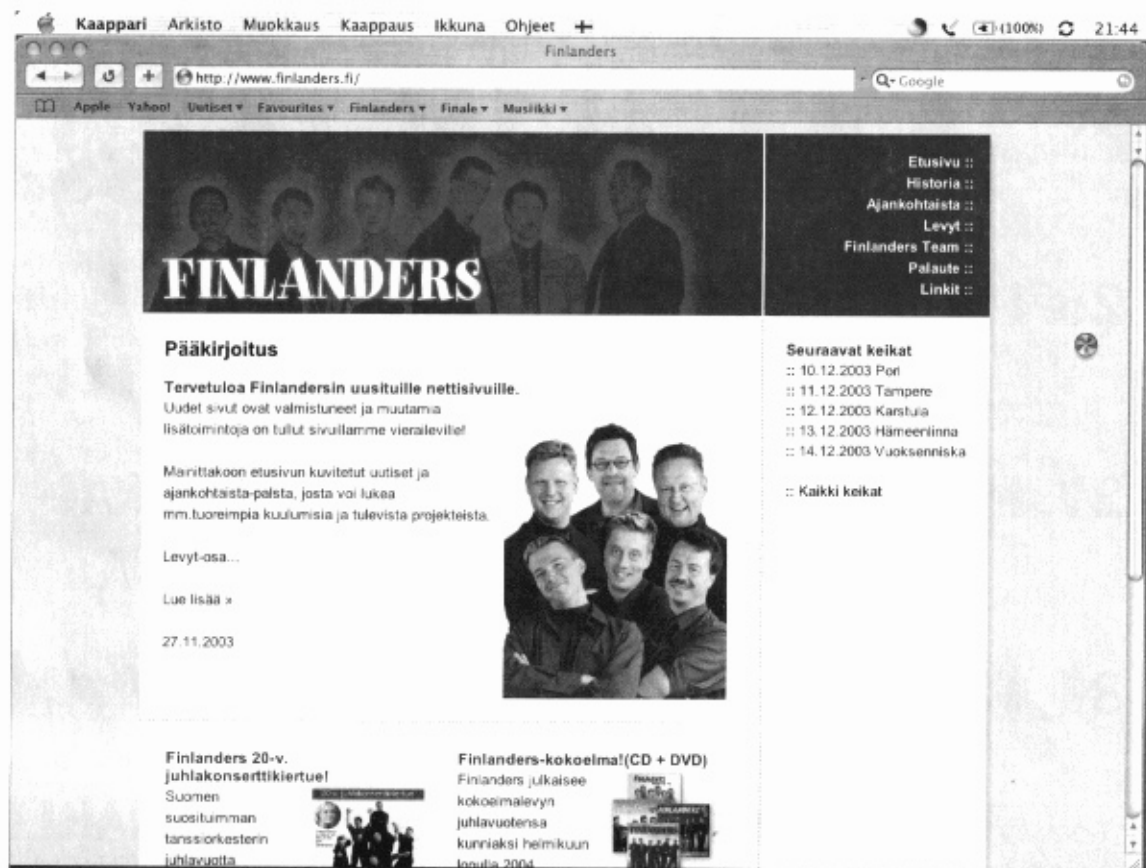 Kaappari Arkisto Muokkaus Kaappaus Ikkuna Ohjeet (100%) 21:44
Finlanders
http://www.finlanders.fi/ Google
Apple Yahoo! Uutiset Favourites Finlanders Finale Musiikki
Etusivu ::
Historia ::
Ajankohtaista ::
Levyt ::
Finlanders Team ::
Palaute ::
Linkit ::
FINLANDERS
Pääkirjoitus
Tervetuloa Finlandersin uusituille nettisivuille.
Uudet sivut ovat valmistuneet ja muutamia
lisätoimintoja on tullut sivuillamme vieraileville!
Mainittakoon etusivun kuvitetut uutiset ja
ajankohtaista-palsta, josta voi lukea
mm.tuoreimpia kuulumisia ja tulevista projekteista.
Levyt-osa...
Lue lisää »
27.11.2003
Seuraavat keikat
:: 10.12.2003 Pori
:: 11.12.2003 Tampere
:: 12.12.2003 Karstula
:: 13.12.2003 Hämeenlinna
:: 14.12.2003 Vuoksenniska
:: Kaikki keikat
Finlanders 20-v.
juhlakonserttikiertue!
Suomen
suosituimman
tanssiorkesterin
juhlavuotta
Finlanders-kokoelma!(CD + DVD)
Finlanders julkaisee
kokoelmalevyn
juhlavuotensa
kunniaksi helmikuun
lopulla 2004
FINLANDERS